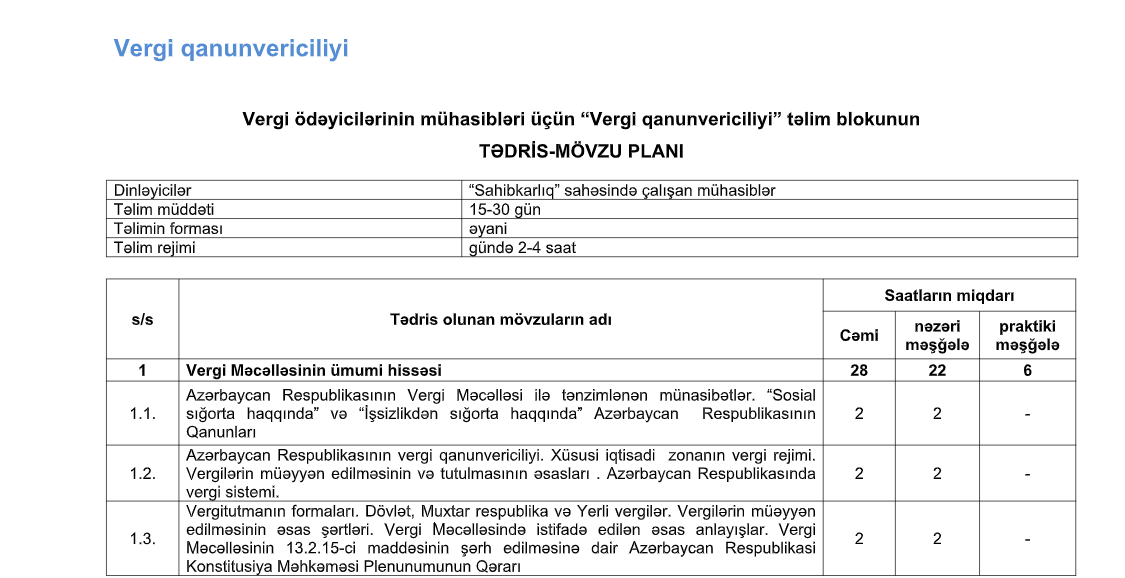 Vergi qanunvericiliyi
Vergi ödəyicilərinin mühasibləri üçün “Vergi qanunvericiliyi” təlim blokunun
TƏDRİS-MÖVZU PLANI
Dinləyicilər “Sahibkarlıq” sahəsində çalışan mühasiblər
Təlim müddəti 15-30 gün
Təlimin forması əyani
Təlim rejimi gündə 2-4 saat
s/s Tədris olunan mövzuların adı Saatların miqdarı
Cəmi nəzəri məşğələ praktiki məşğələ
1 Vergi Məcəlləsinin ümumi hissəsi 28 22 6
Azərbaycan Respublikasının Vergi Məcəlləsi ilə tənzimlənən münasibətlər. “Sosial
1.1. sığorta haqqında” və “İşsizlikdən sığorta haqqında” Azərbaycan Respublikasının 2 2 -
Qanunları
Azərbaycan Respublikasının vergi qanunvericiliyi. Xüsusi iqtisadi zonanın vergi rejimi.
1.2. Vergilərin müəyyən edilməsinin və tutulmasının əsasları . Azərbaycan Respublikasında 2 2 -
vergi sistemi.
Vergitutmanın formaları. Dövlət, Muxtar respublika və Yerli vergilər. Vergilərin müəyyən
1.3. edilməsinin əsas şərtləri. Vergi Məcəlləsində istifadə edilən əsas anlayışlar. Vergi 2 2 -
Məcəlləsinin 13.2.15-ci maddəsinin şərh edilməsinə dair Azərbaycan Respublikasi
Konstitusiya Məhkəməsi Plenunumunun Qərarı